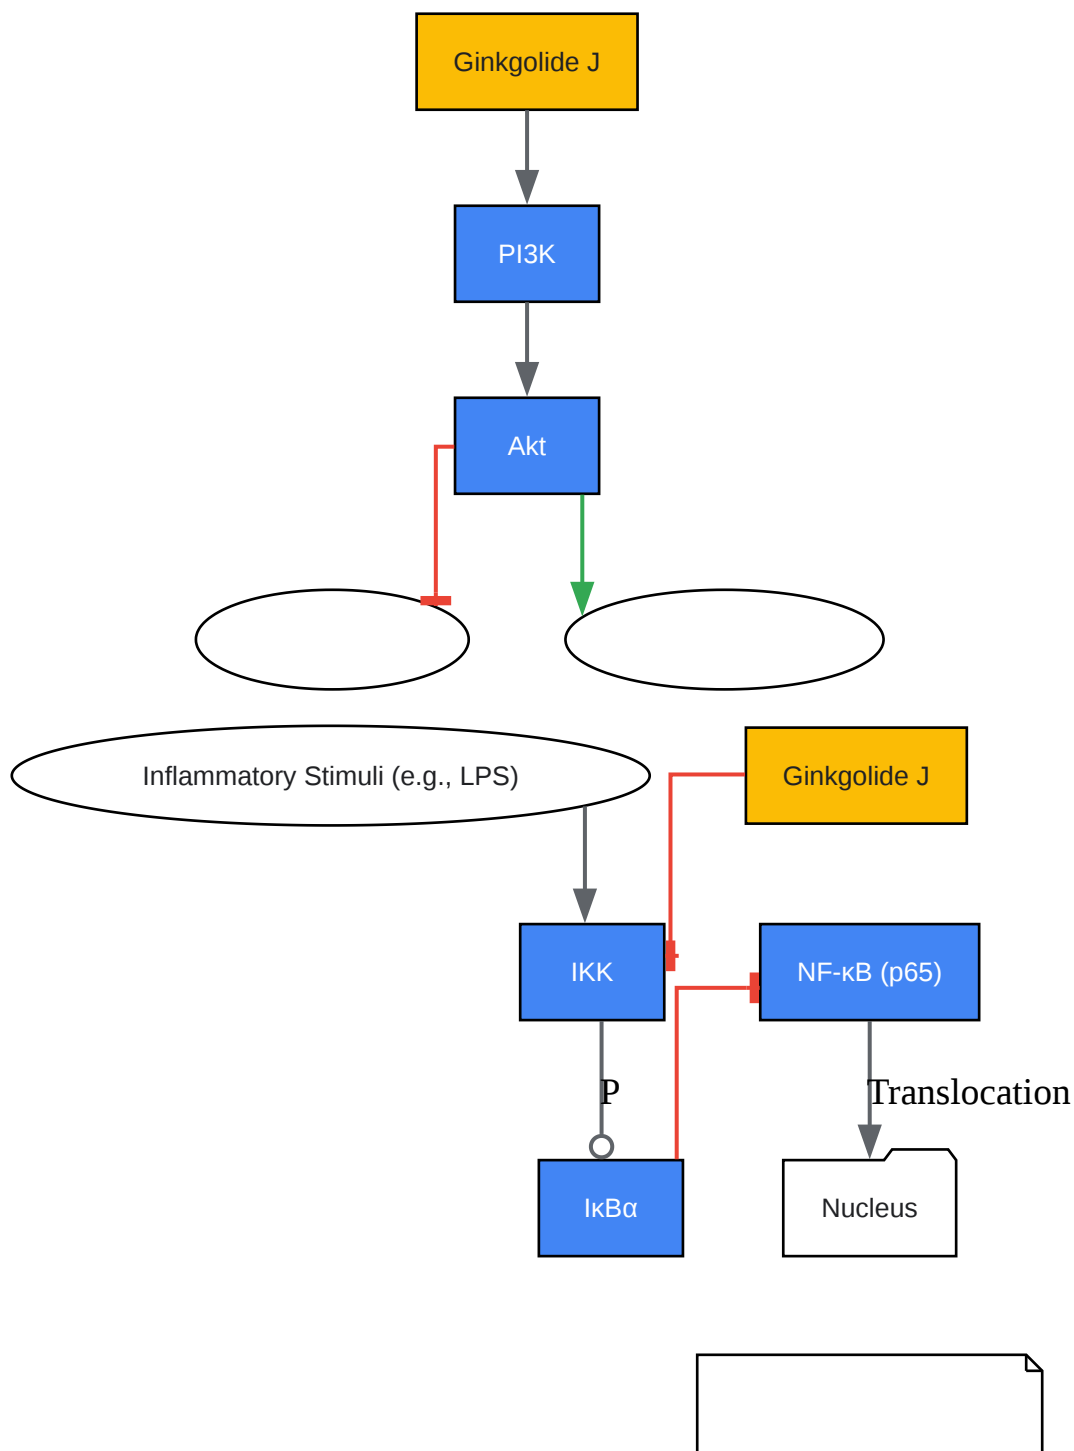 Ginkgolide J
PI3K
Akt
Inflammatory Stimuli (e.g., LPS)
Ginkgolide J
IKK
NF-κB (p65)
P
Translocation
IκBα
Nucleus